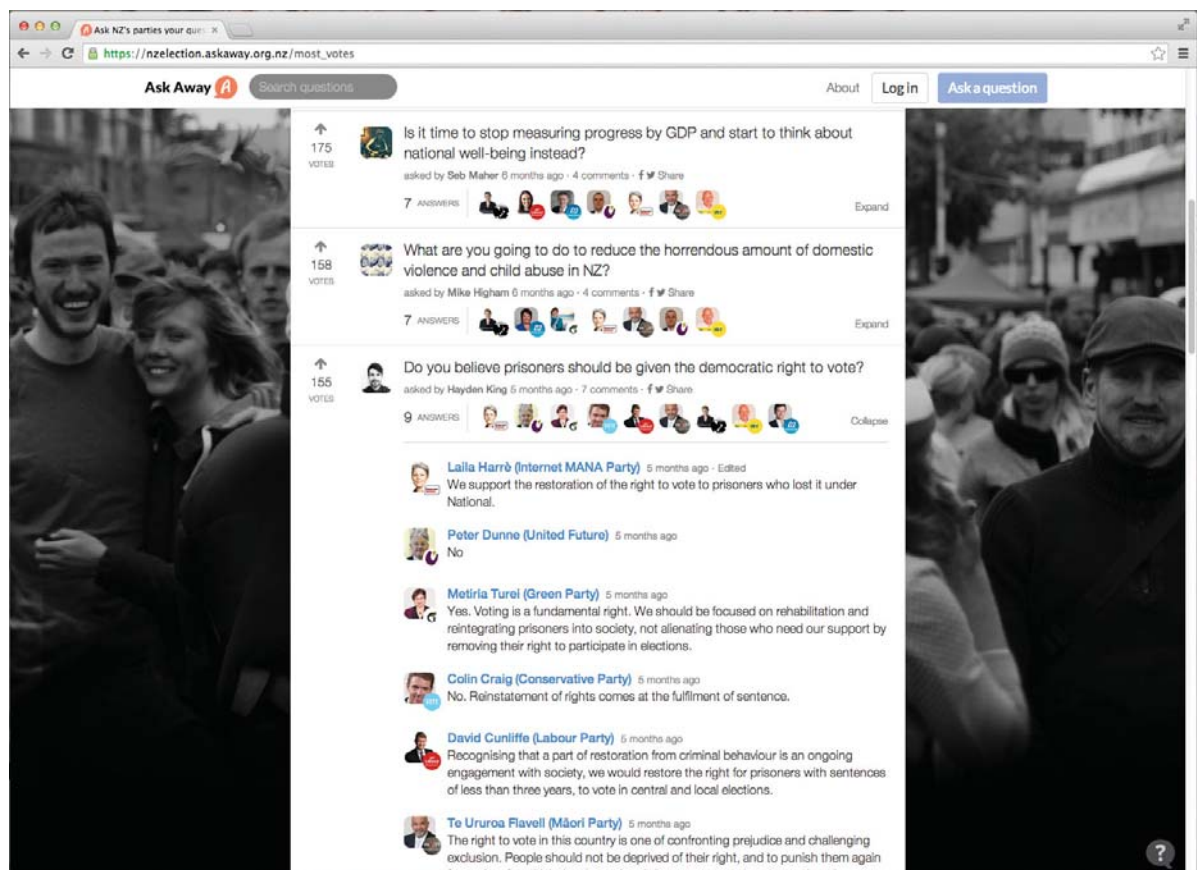 Ask NZ's parties your ques
https://nzelection.askaway.org.nz/most_votes
Ask Away A
Search questions
About
Log in
Ask a question
175
VOTES
Is it time to stop measuring progress by GDP and start to think about
national well-being instead?
asked by Seb Maher 6 months ago · 4 comments · Share
7 ANSWERS
Expand
158
VOTES
What are you going to do to reduce the horrendous amount of domestic
violence and child abuse in NZ?
asked by Mike Higham 6 months ago · 4 comments · Share
7 ANSWERS
Expand
155
VOTES
Do you believe prisoners should be given the democratic right to vote?
asked by Hayden King 5 months ago · 7 comments · Share
9 ANSWERS
Collapse
Laila Harrè (Internet MANA Party) 5 months ago · Edited
We support the restoration of the right to vote to prisoners who lost it under
National.
Peter Dunne (United Future) 5 months ago
No
Metiria Turei (Green Party) 5 months ago
Yes. Voting is a fundamental right. We should be focused on rehabilitation and
reintegrating prisoners into society, not alienating those who need our support by
removing their right to participate in elections.
Colin Craig (Conservative Party) 5 months ago
No. Reinstatement of rights comes at the fulfilment of sentence.
David Cunliffe (Labour Party) 5 months ago
Recognising that a part of restoration from criminal behaviour is an ongoing
engagement with society, we would restore the right for prisoners with sentences
of less than three years, to vote in central and local elections.
Te Ururoa Flavell (Māori Party) 5 months ago
The right to vote in this country is one of confronting prejudice and challenging
exclusion. People should not be deprived of their right, and to punish them again
?